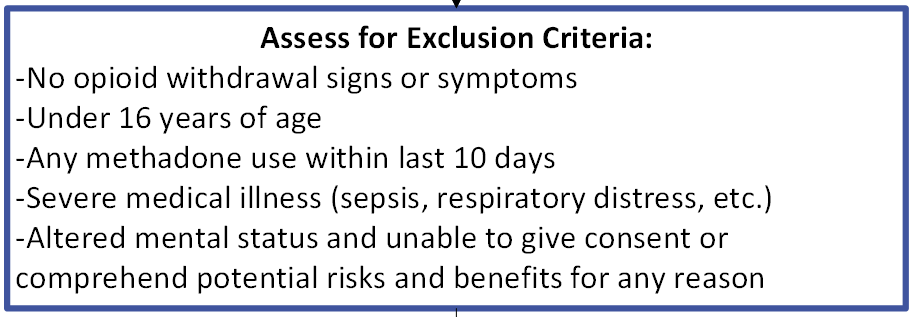 Assess for Exclusion Criteria:
-No opioid withdrawal signs or symptoms
-Under 16 years of age
-Any methadone use within last 10 days
-Severe medical illness (sepsis, respiratory distress, etc.)
-Altered mental status and unable to give consent or
comprehend potential risks and benefits for any reason